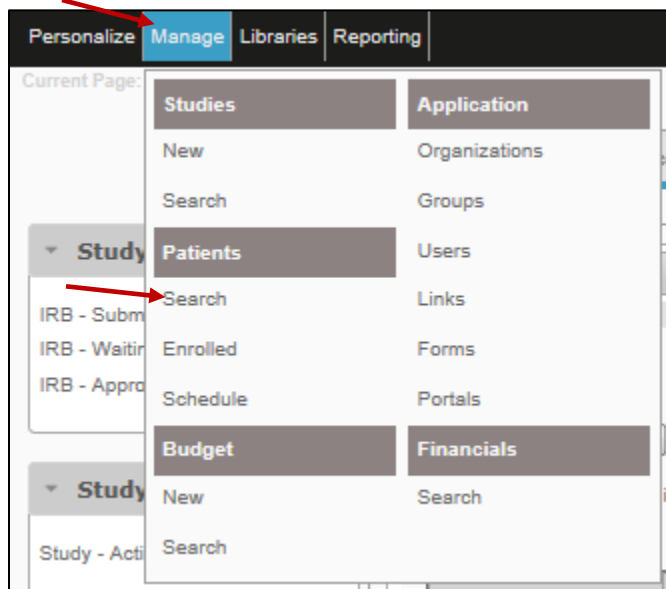 Personalize Manage Libraries Reporting
Current Page:
Studies
New
Search
Patients
Search
Enrolled
Schedule
Budget
New
Search
Application
Organizations
Groups
Users
Links
Forms
Portals
Financials
Search
Study
IRB - Subm
IRB - Waitin
IRB - Appro
Study
Study - Acti